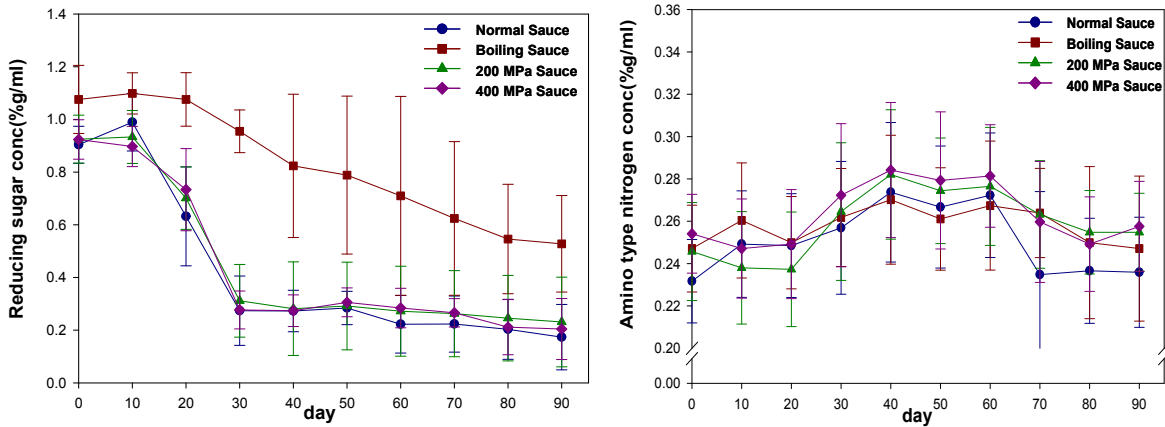 Reducing sugar conc(%g/ml)
1.4
1.2
1.0
0.8
0.6
0.4
0.2
0.0
0 10 20 30 40 50 60 70 80 90
day
Normal Sauce
Boiling Sauce
200 MPa Sauce
400 MPa Sauce
Amino type nitrogen conc(%g/ml)
0.36
0.34
0.32
0.30
0.28
0.26
0.24
0.22
0.20
0.00
0 10 20 30 40 50 60 70 80 90
day
Normal Sauce
Boiling Sauce
200 MPa Sauce
400 MPa Sauce